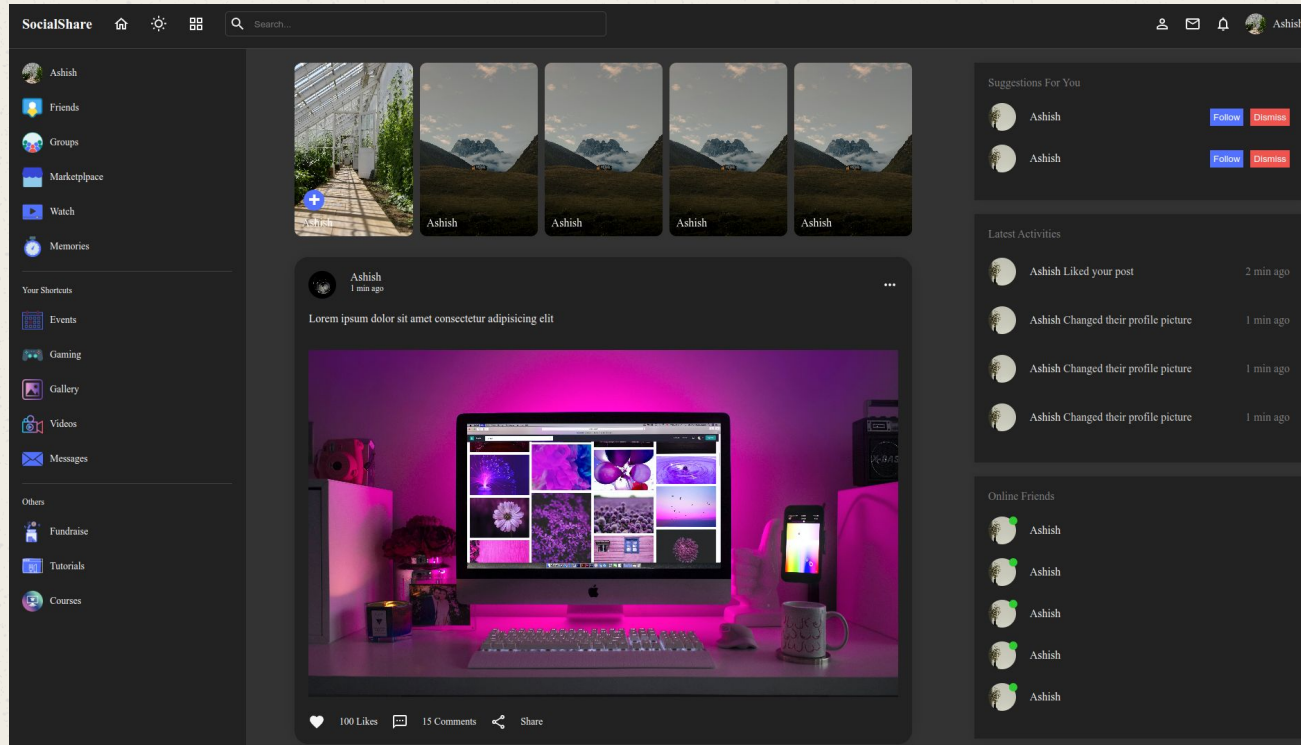 SocialShare
Search...
Ashish
Ashish
Friends
Groups
Marketplpace
Watch
Memories
Your Shortcuts
Events
Gaming
Gallery
Videos
Messages
Others
Fundraise
Tutorials
Courses
Ashish
Ashish
Ashish
Ashish
Ashish
Ashish
1 min ago
Lorem ipsum dolor sit amet consectetur adipisicing elit
100 Likes
15 Comments
Share
Suggestions For You
Ashish Follow Dismiss
Ashish Follow Dismiss
Latest Activities
Ashish Liked your post 2 min ago
Ashish Changed their profile picture 1 min ago
Ashish Changed their profile picture 1 min ago
Ashish Changed their profile picture 1 min ago
Online Friends
Ashish
Ashish
Ashish
Ashish
Ashish